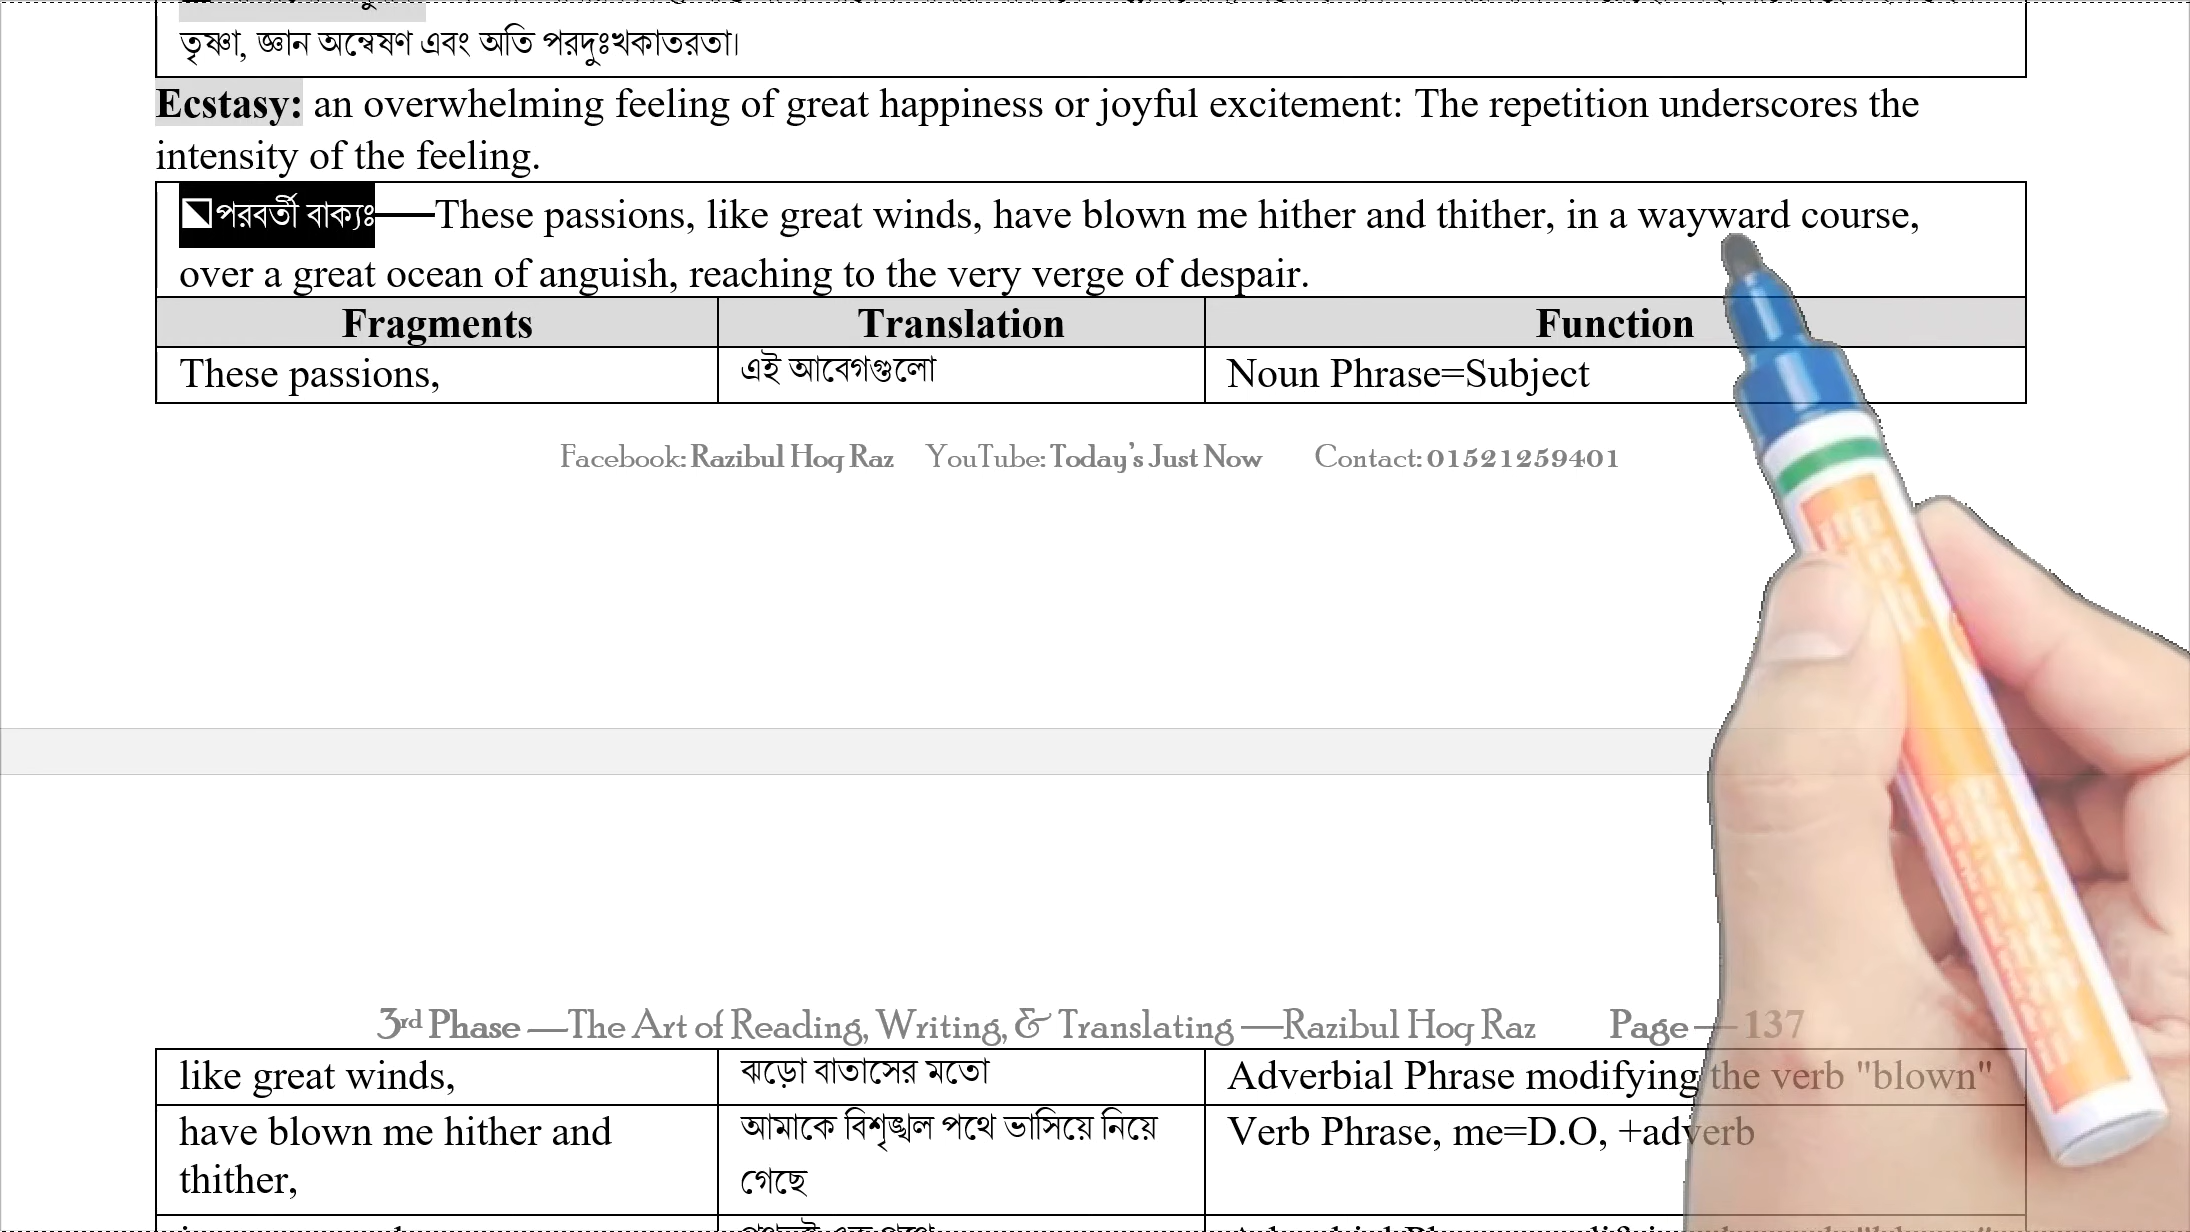 তৃষ্ণা, জ্ঞান অন্বেষণ এবং অতি পরদুঃখকাতরতা।
Ecstasy: an overwhelming feeling of great happiness or joyful excitement: The repetition underscores the
intensity of the feeling.
পরবর্তী বাক্যঃ—These passions, like great winds, have blown me hither and thither, in a wayward course,
over a great ocean of anguish, reaching to the very verge of despair.
Fragments Translation Function
These passions, এই আবেগগুলো Noun Phrase=Subject
Facebook: Razibul Hoq Raz YouTube: Today's Just Now Contact: 01521259401
3rd Phase —The Art of Reading, Writing, & Translating —Razibul Hoq Raz Page — 137
like great winds, ঝড়ো বাতাসের মতো Adverbial Phrase modifying the verb "blown"
have blown me hither and আমাকে বিশৃঙ্খল পথে ভাসিয়ে নিয়ে Verb Phrase, me=D.O, +adverb
thither, গেছে